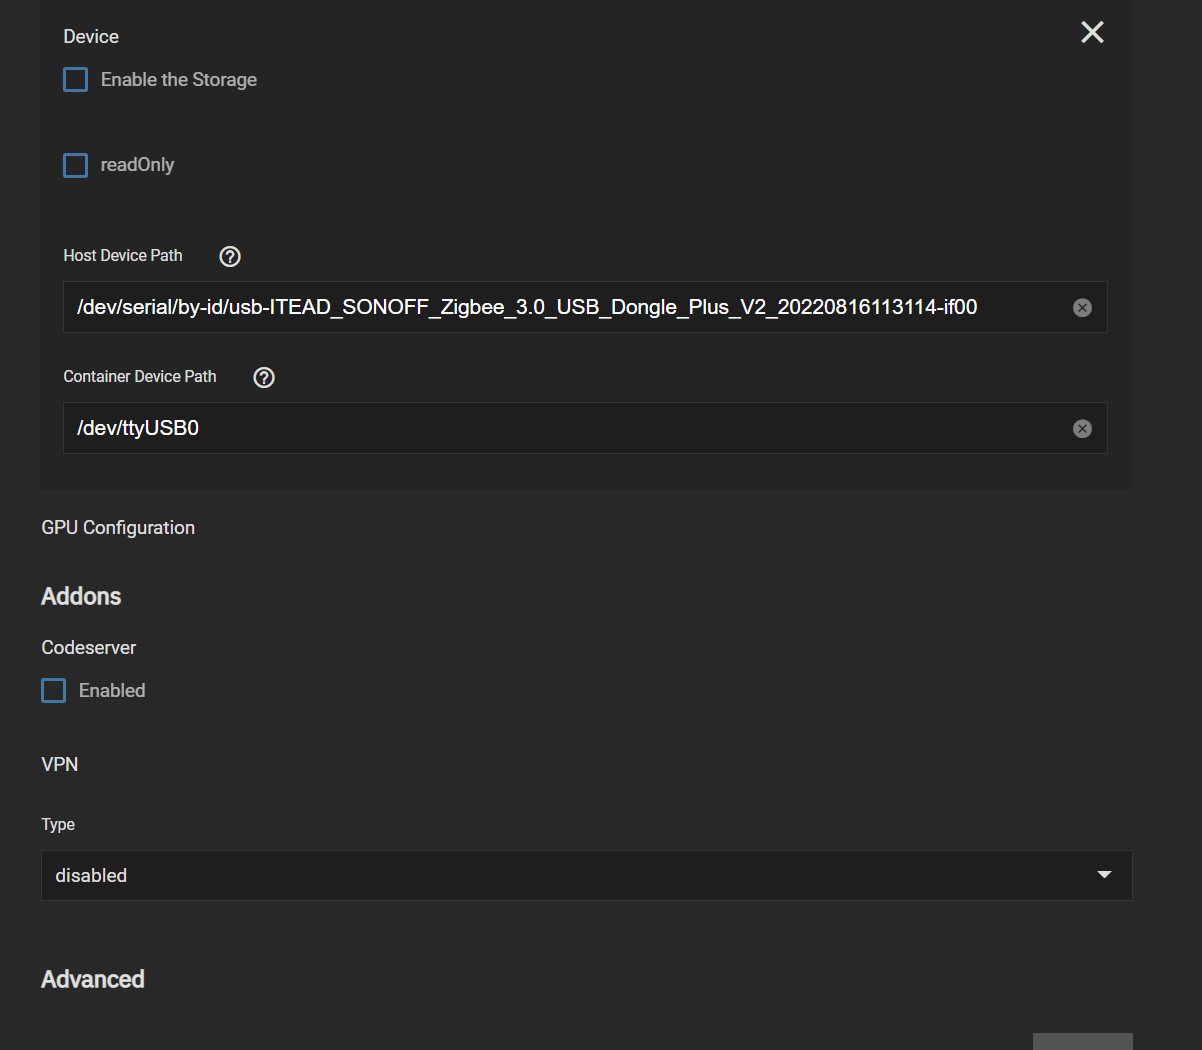 Device
Enable the Storage
readOnly
Host Device Path
/dev/serial/by-id/usb-ITEAD_SONOFF_Zigbee_3.0_USB_Dongle_Plus_V2_20220816113114-if00
Container Device Path
/dev/ttyUSB0
GPU Configuration
Addons
Codeserver
Enabled
VPN
Type
disabled
Advanced